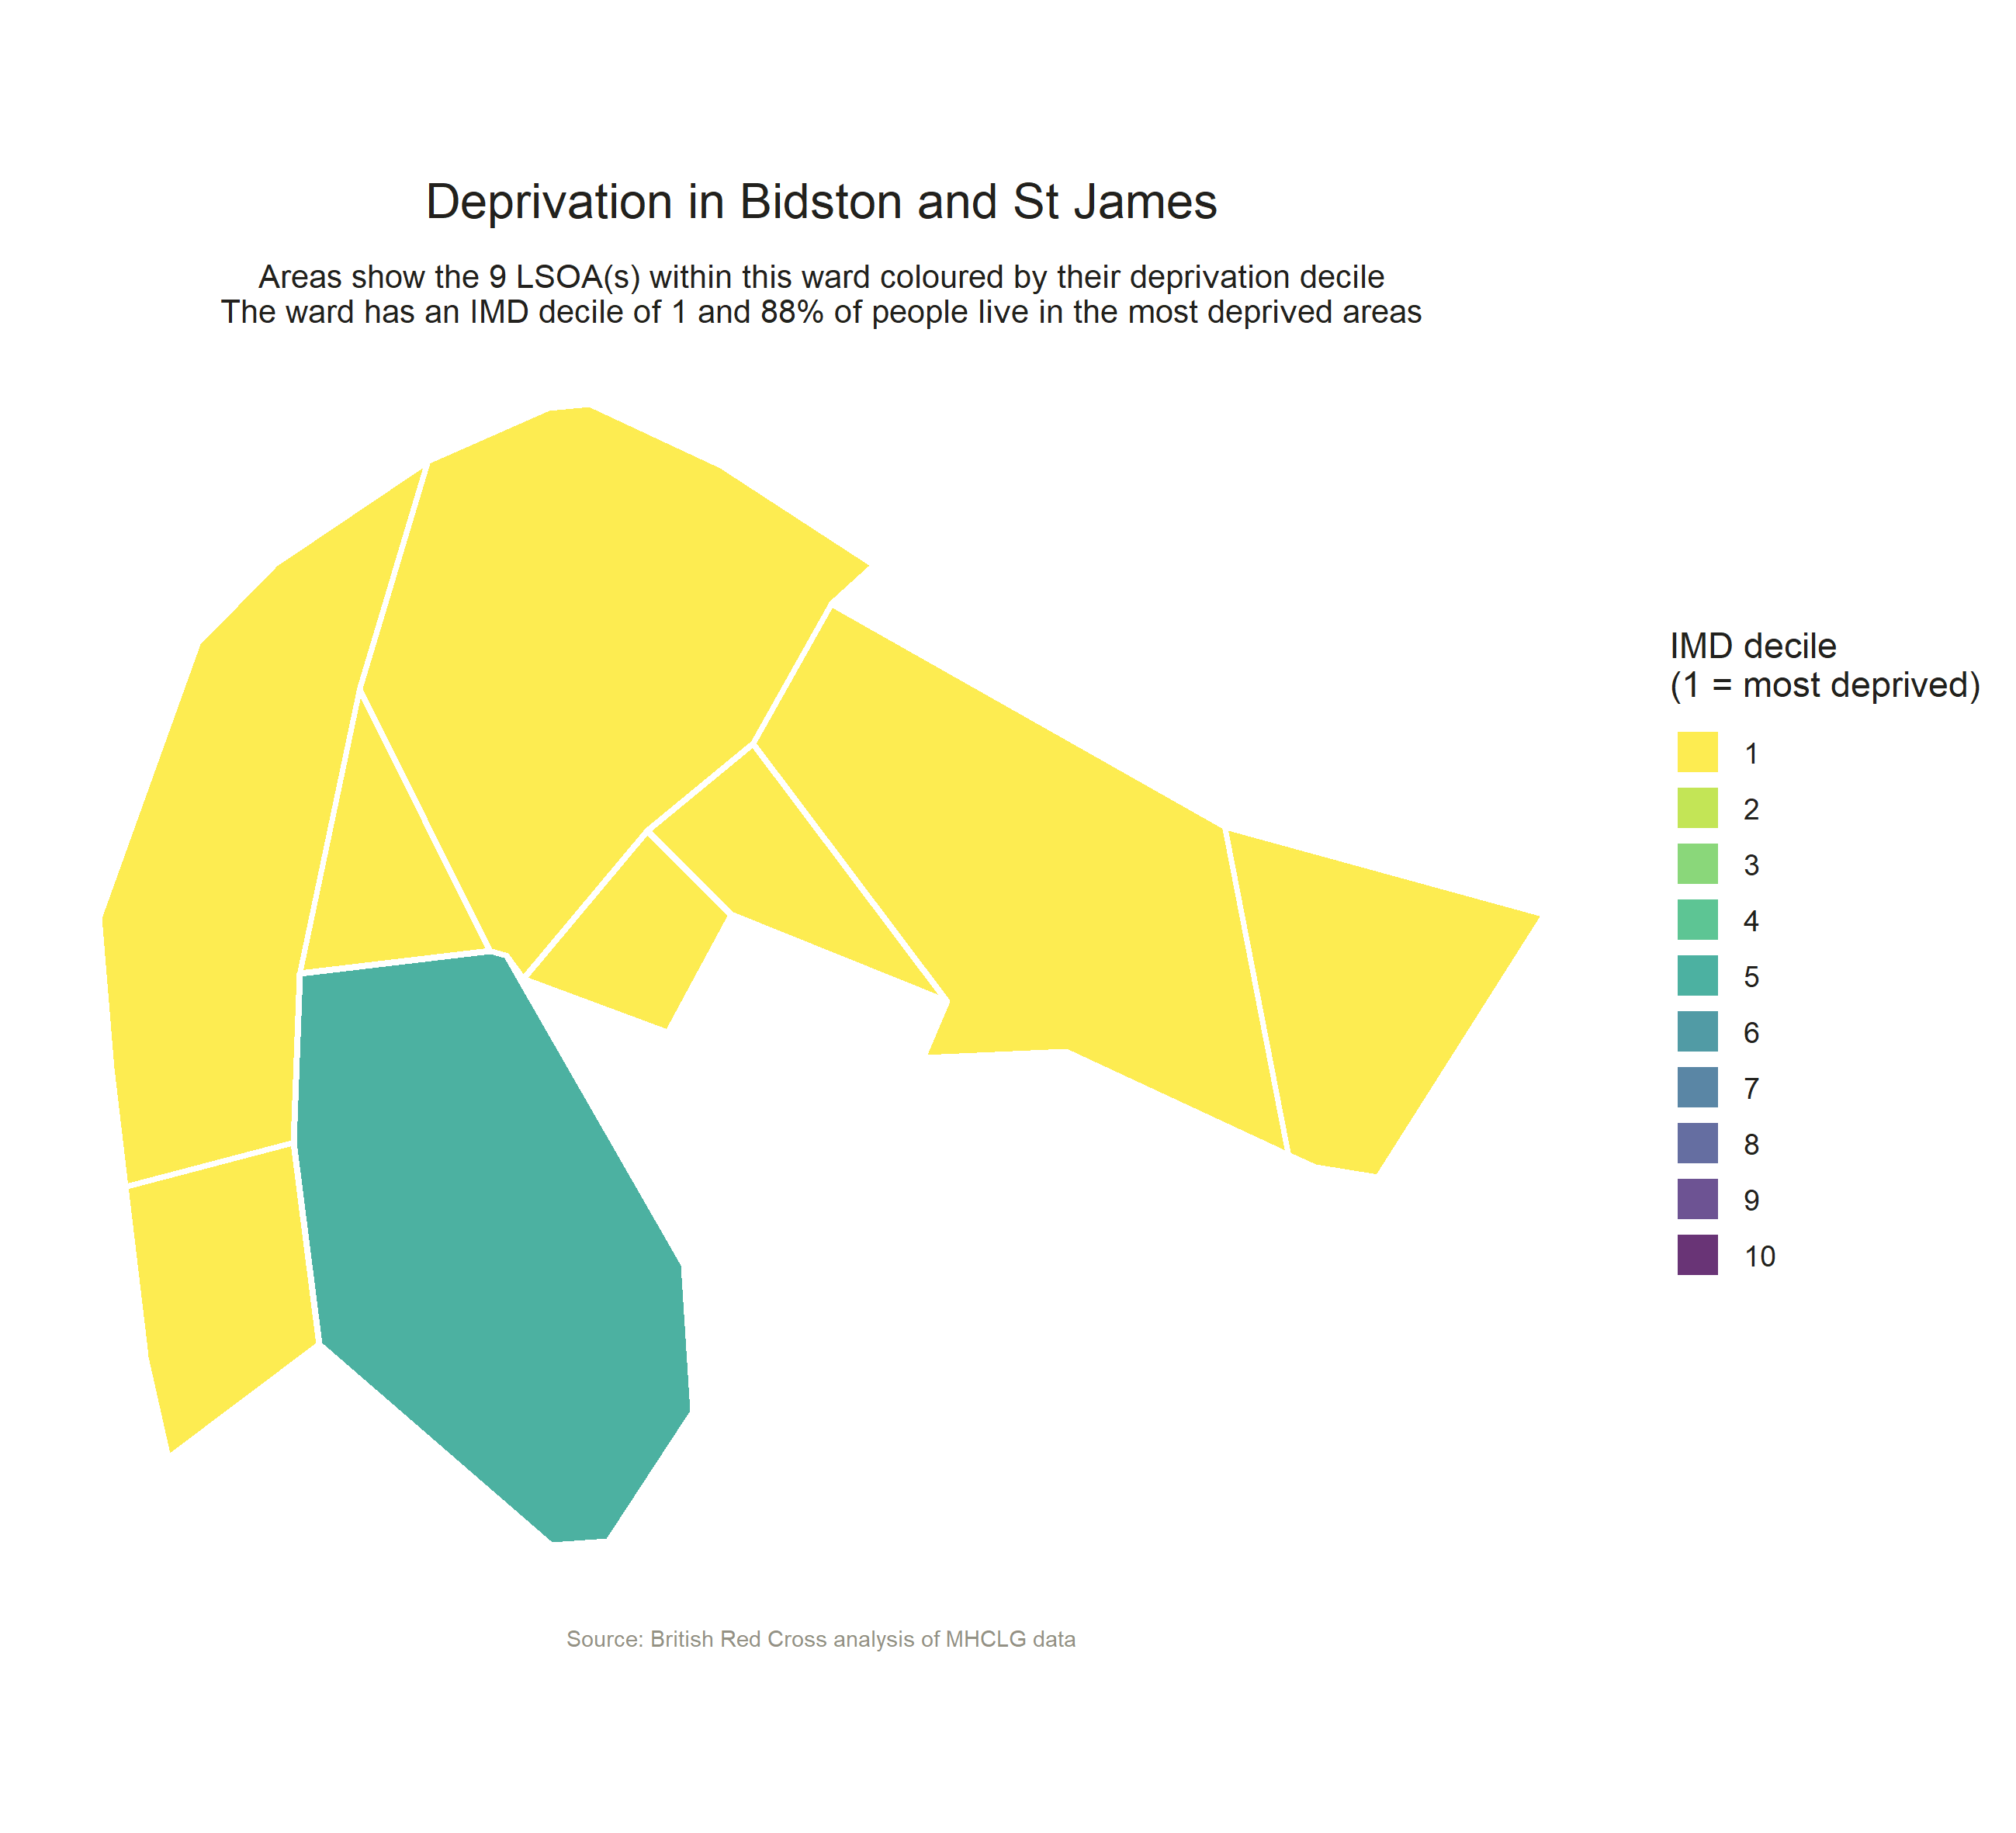 Deprivation in Bidston and St James
Areas show the 9 LSOA(s) within this ward coloured by their deprivation decile
The ward has an IMD decile of 1 and 88% of people live in the most deprived areas
IMD decile
(1 = most deprived)
1
2
3
4
5
6
7
8
9
10
Source: British Red Cross analysis of MHCLG data